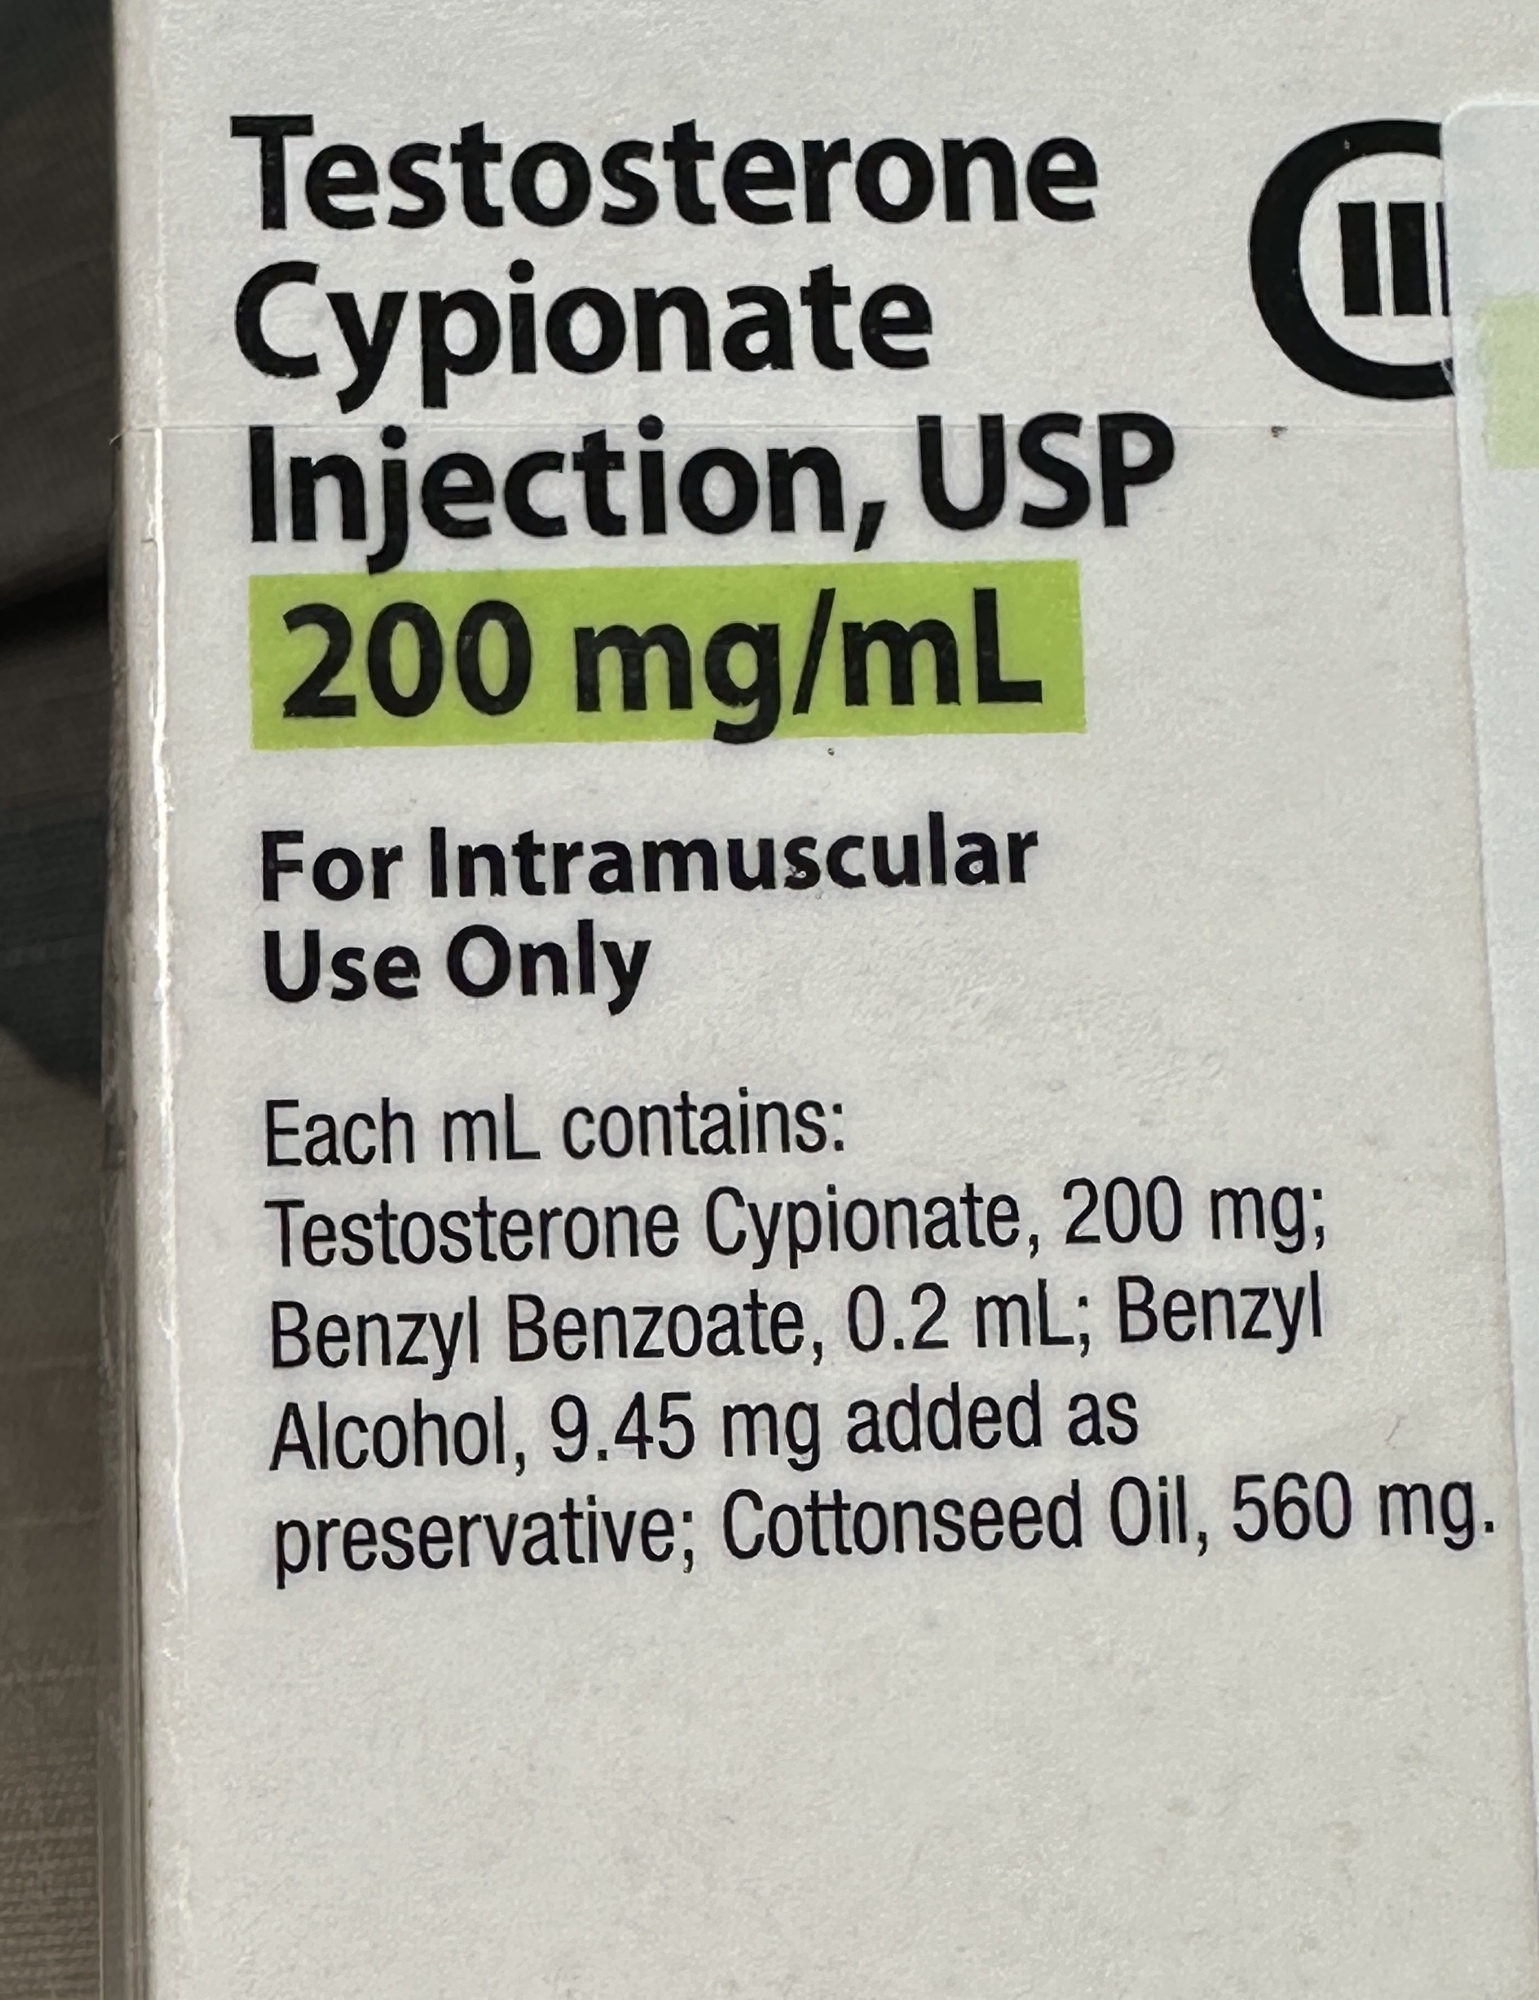 Testosterone
Cypionate
Injection, USP
200 mg/mL
For Intramuscular
Use Only
Each mL contains:
Testosterone Cypionate, 200 mg;
Benzyl Benzoate, 0.2 mL; Benzyl
Alcohol, 9.45 mg added as
preservative; Cottonseed Oil, 560 mg.